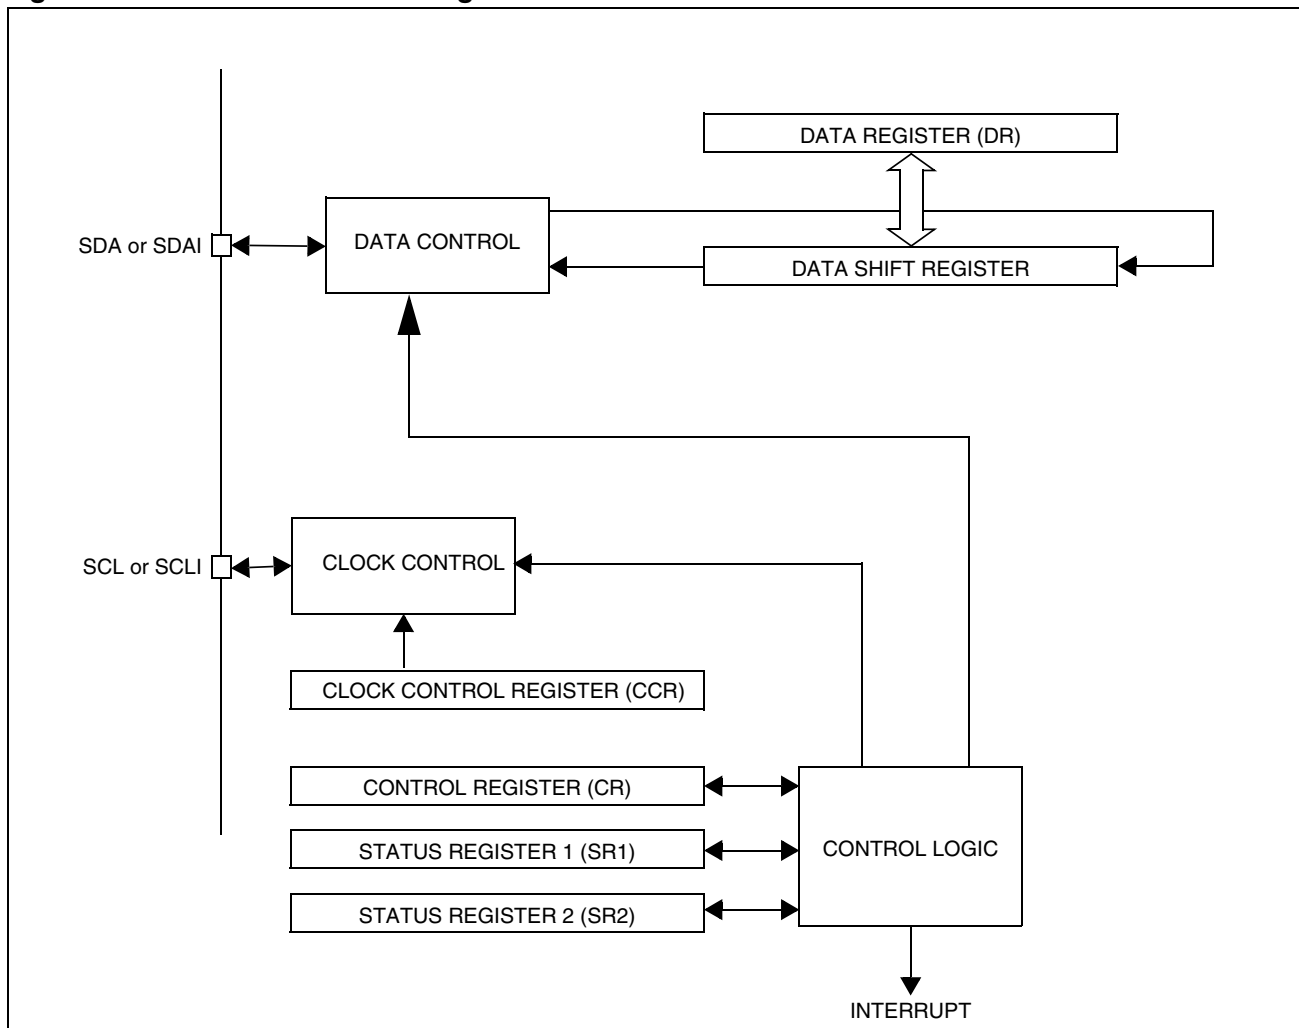 DATA REGISTER (DR)
SDA or SDAI
DATA CONTROL
DATA SHIFT REGISTER
SCL or SCLI
CLOCK CONTROL
CLOCK CONTROL REGISTER (CCR)
CONTROL REGISTER (CR)
STATUS REGISTER 1 (SR1)
CONTROL LOGIC
STATUS REGISTER 2 (SR2)
INTERRUPT